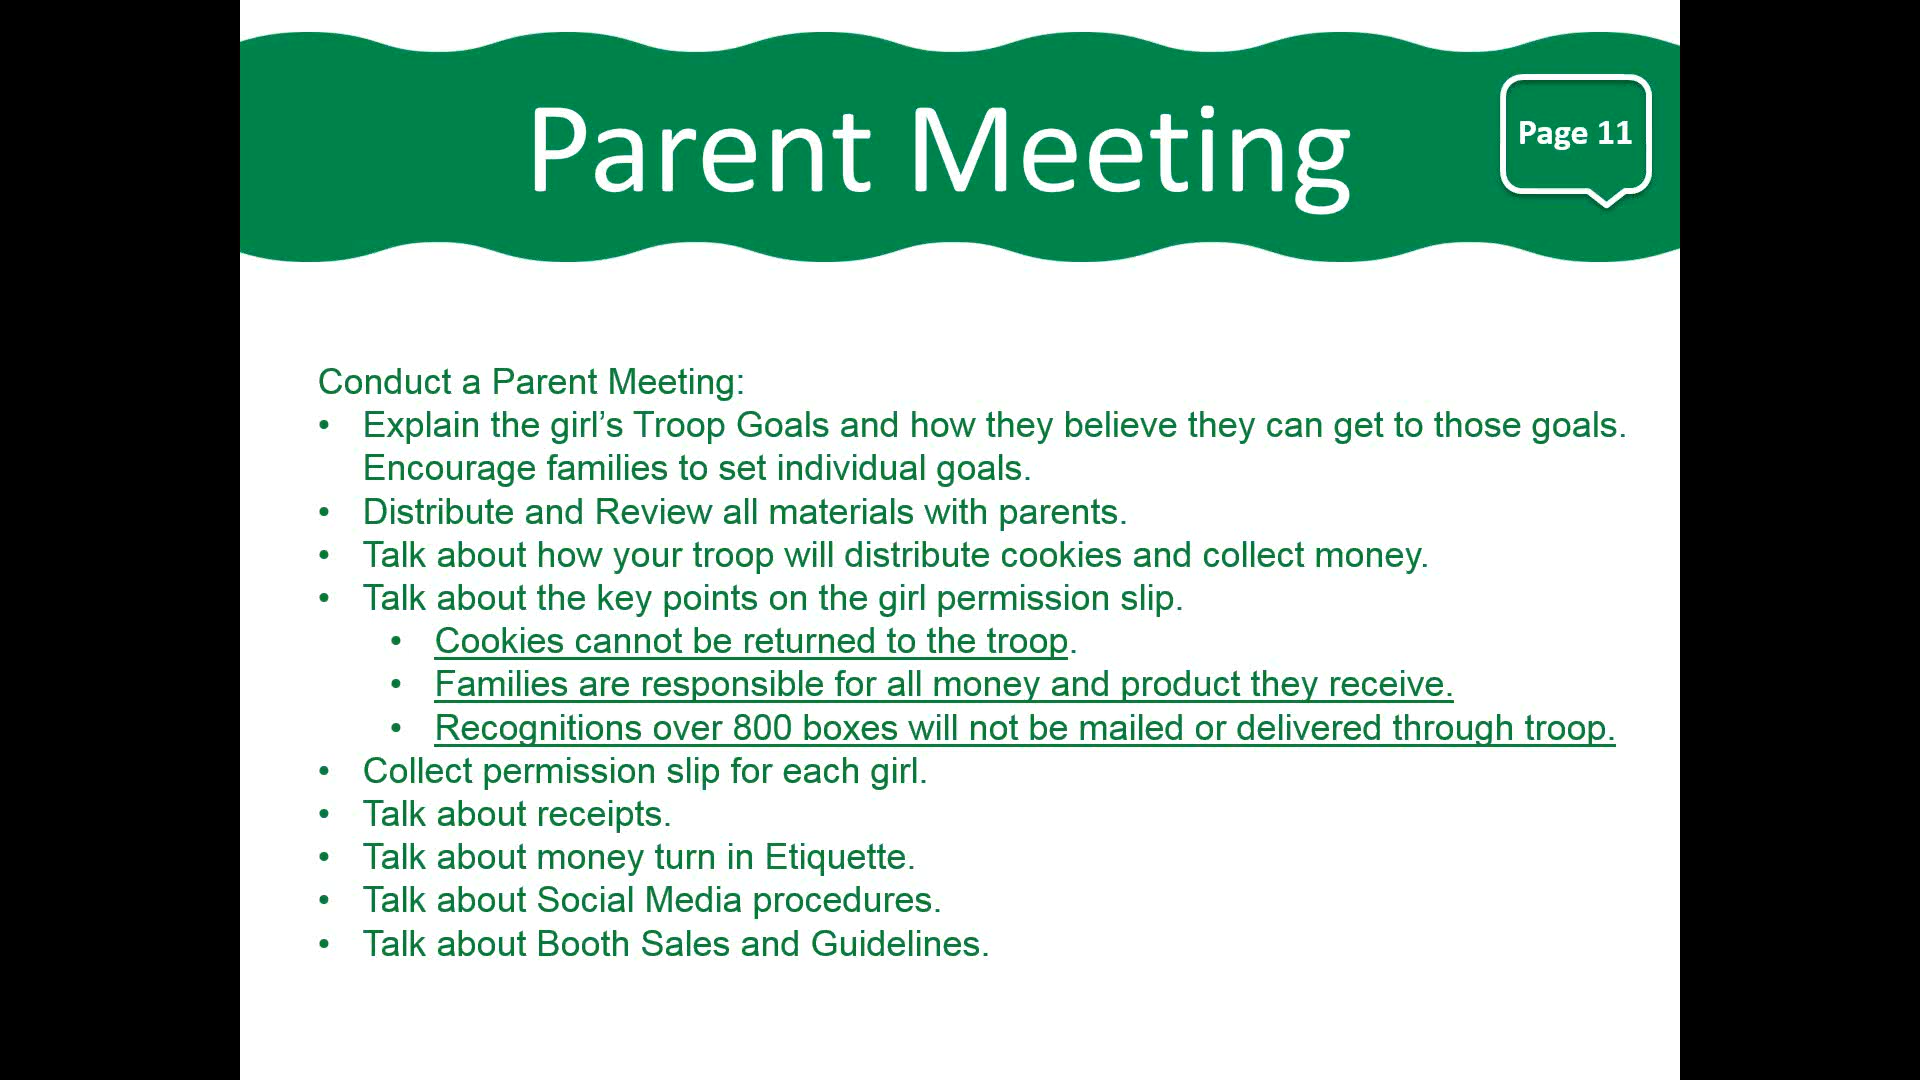 Parent Meeting
Page 11
Conduct a Parent Meeting:
• Explain the girl’s Troop Goals and how they believe they can get to those goals.
Encourage families to set individual goals.
• Distribute and Review all materials with parents.
• Talk about how your troop will distribute cookies and collect money.
• Talk about the key points on the girl permission slip.
• Cookies cannot be returned to the troop.
• Families are responsible for all money and product they receive.
• Recognitions over 800 boxes will not be mailed or delivered through troop.
• Collect permission slip for each girl.
• Talk about receipts.
• Talk about money turn in Etiquette.
• Talk about Social Media procedures.
• Talk about Booth Sales and Guidelines.